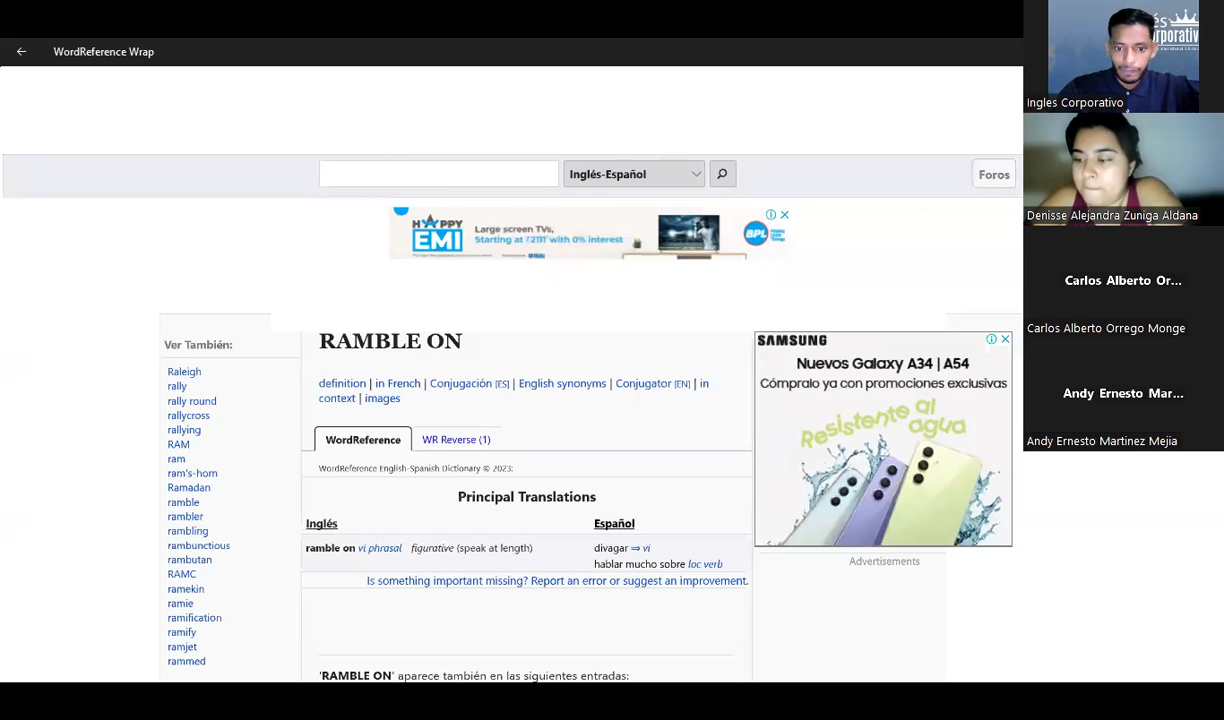 WordReference Wrap
Inglés-Español
Foros
HAPPY
EMI
Large screen TVs,
Starting at ₹2111* with 0% interest
BPL
Ver También:
Raleigh
rally
rally round
rallycross
rallying
RAM
ram
ram's-horn
Ramadan
ramble
rambler
rambling
rambunctious
rambutan
RAMC
ramekin
ramie
ramification
ramify
ramjet
rammed
RAMBLE ON
definition | in French | Conjugación [ES] | English synonyms | Conjugator [EN] | in
context | images
WordReference
WR Reverse (1)
WordReference English-Spanish Dictionary © 2023:
Principal Translations
Inglés Español
ramble on vi phrasal figurative (speak at length) divagar ⇒ vi
hablar mucho sobre loc verb
Is something important missing? Report an error or suggest an improvement.
'RAMBLE ON' aparece también en las siguientes entradas:
SAMSUNG
Nuevos Galaxy A34 | A54
Cómpralo ya con promociones exclusivas
Resistente al
agua
Advertisements
Ingles Corporativo
Denisse Alejandra Zuniga Aldana
Carlos Alberto Or...
Carlos Alberto Orrego Monge
Andy Ernesto Mar...
Andy Ernesto Martinez Mejia